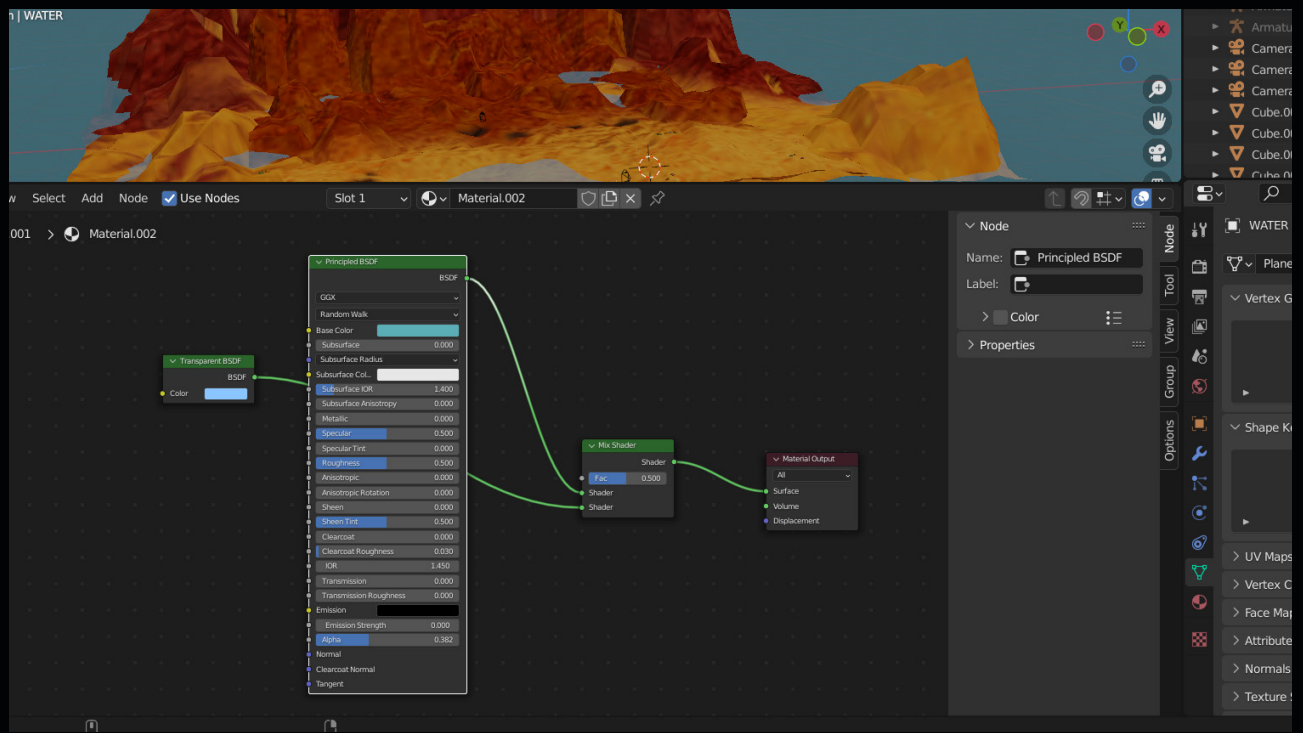 | WATER
Armatu
Camera
Camera
Camera
Cube.0
Cube.0
Cube.0
Cube.0
Y
X
Select Add Node Use Nodes Slot 1 Material.002
001 > Material.002
WATER
Plane
Principled BSDF
BSDF
GGX
Random Walk
Base Color
Subsurface 0.000
Subsurface Radius
Subsurface Col...
Subsurface IOR 1.400
Subsurface Anisotropy 0.000
Metallic 0.000
Specular 0.500
Specular Tint 0.000
Roughness 0.500
Anisotropic 0.000
Anisotropic Rotation 0.000
Sheen 0.000
Sheen Tint 0.500
Clearcoat 0.000
Clearcoat Roughness 0.030
IOR 1.450
Transmission 0.000
Transmission Roughness 0.000
Emission
Emission Strength 0.000
Alpha 0.382
Normal
Clearcoat Normal
Tangent
Transparent BSDF
BSDF
Color
Mix Shader
Shader
Fac 0.500
Shader
Shader
Material Output
All
Surface
Volume
Displacement
Node
Name: Principled BSDF
Label:
Color
Properties
Node
Tool
View
Group
Options
Vertex G
Shape Ke
UV Maps
Vertex C
Face Map
Attribute
Normals
Texture